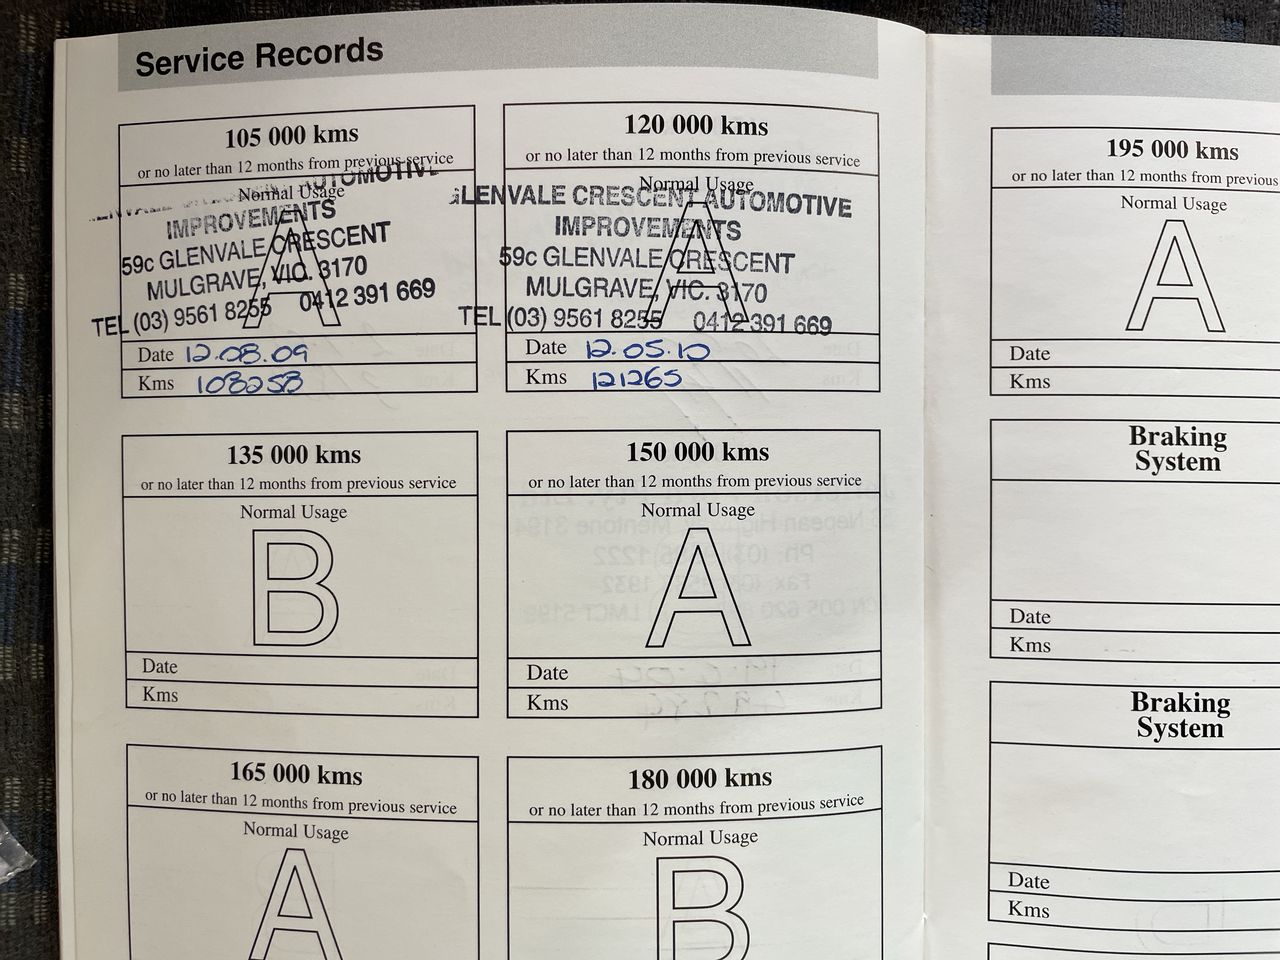 Service Records
105 000 kms
or no later than 12 months from previous service
Normal Usage
A
AUTOMOTIVE
IMPROVEMENTS
59c GLENVALE CRESCENT
MULGRAVE, VIC. 3170
TEL (03) 9561 8255 0412 391 669
Date 12.08.09
Kms 108258
120 000 kms
or no later than 12 months from previous service
Normal Usage
A
GLENVALE CRESCENT AUTOMOTIVE
IMPROVEMENTS
59c GLENVALE CRESCENT
MULGRAVE, VIC. 3170
TEL (03) 9561 8255 0412 391 669
Date 12.05.10
Kms 121265
135 000 kms
or no later than 12 months from previous service
Normal Usage
B
Date
Kms
150 000 kms
or no later than 12 months from previous service
Normal Usage
A
Date
Kms
165 000 kms
or no later than 12 months from previous service
Normal Usage
A
180 000 kms
or no later than 12 months from previous service
Normal Usage
B
195 000 kms
or no later than 12 months from previous
Normal Usage
A
Date
Kms
Braking
System
Date
Kms
Braking
System
Date
Kms